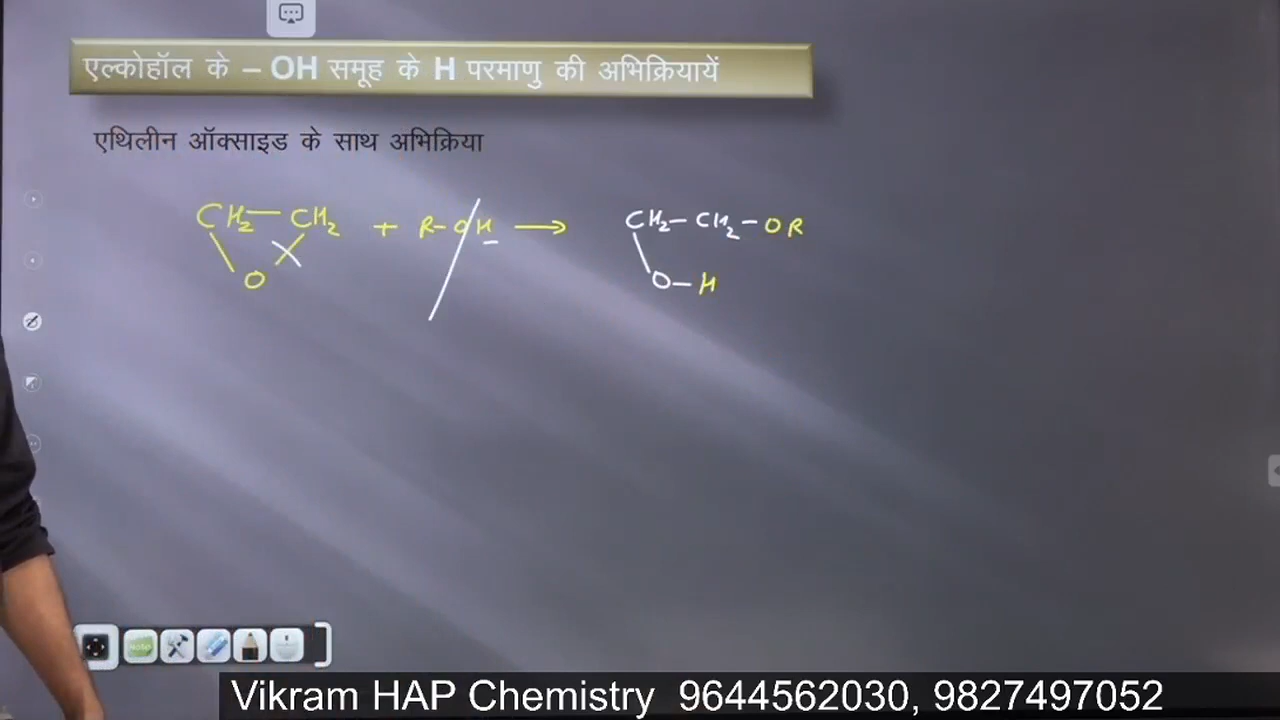 एल्कोहॉल के – OH समूह के H परमाणु की अभिक्रियायें
एथिलीन ऑक्साइड के साथ अभिक्रिया
CH₂—CH₂ + R-OH → CH₂-CH₂-OR
O O-H
Vikram HAP Chemistry 9644562030, 9827497052